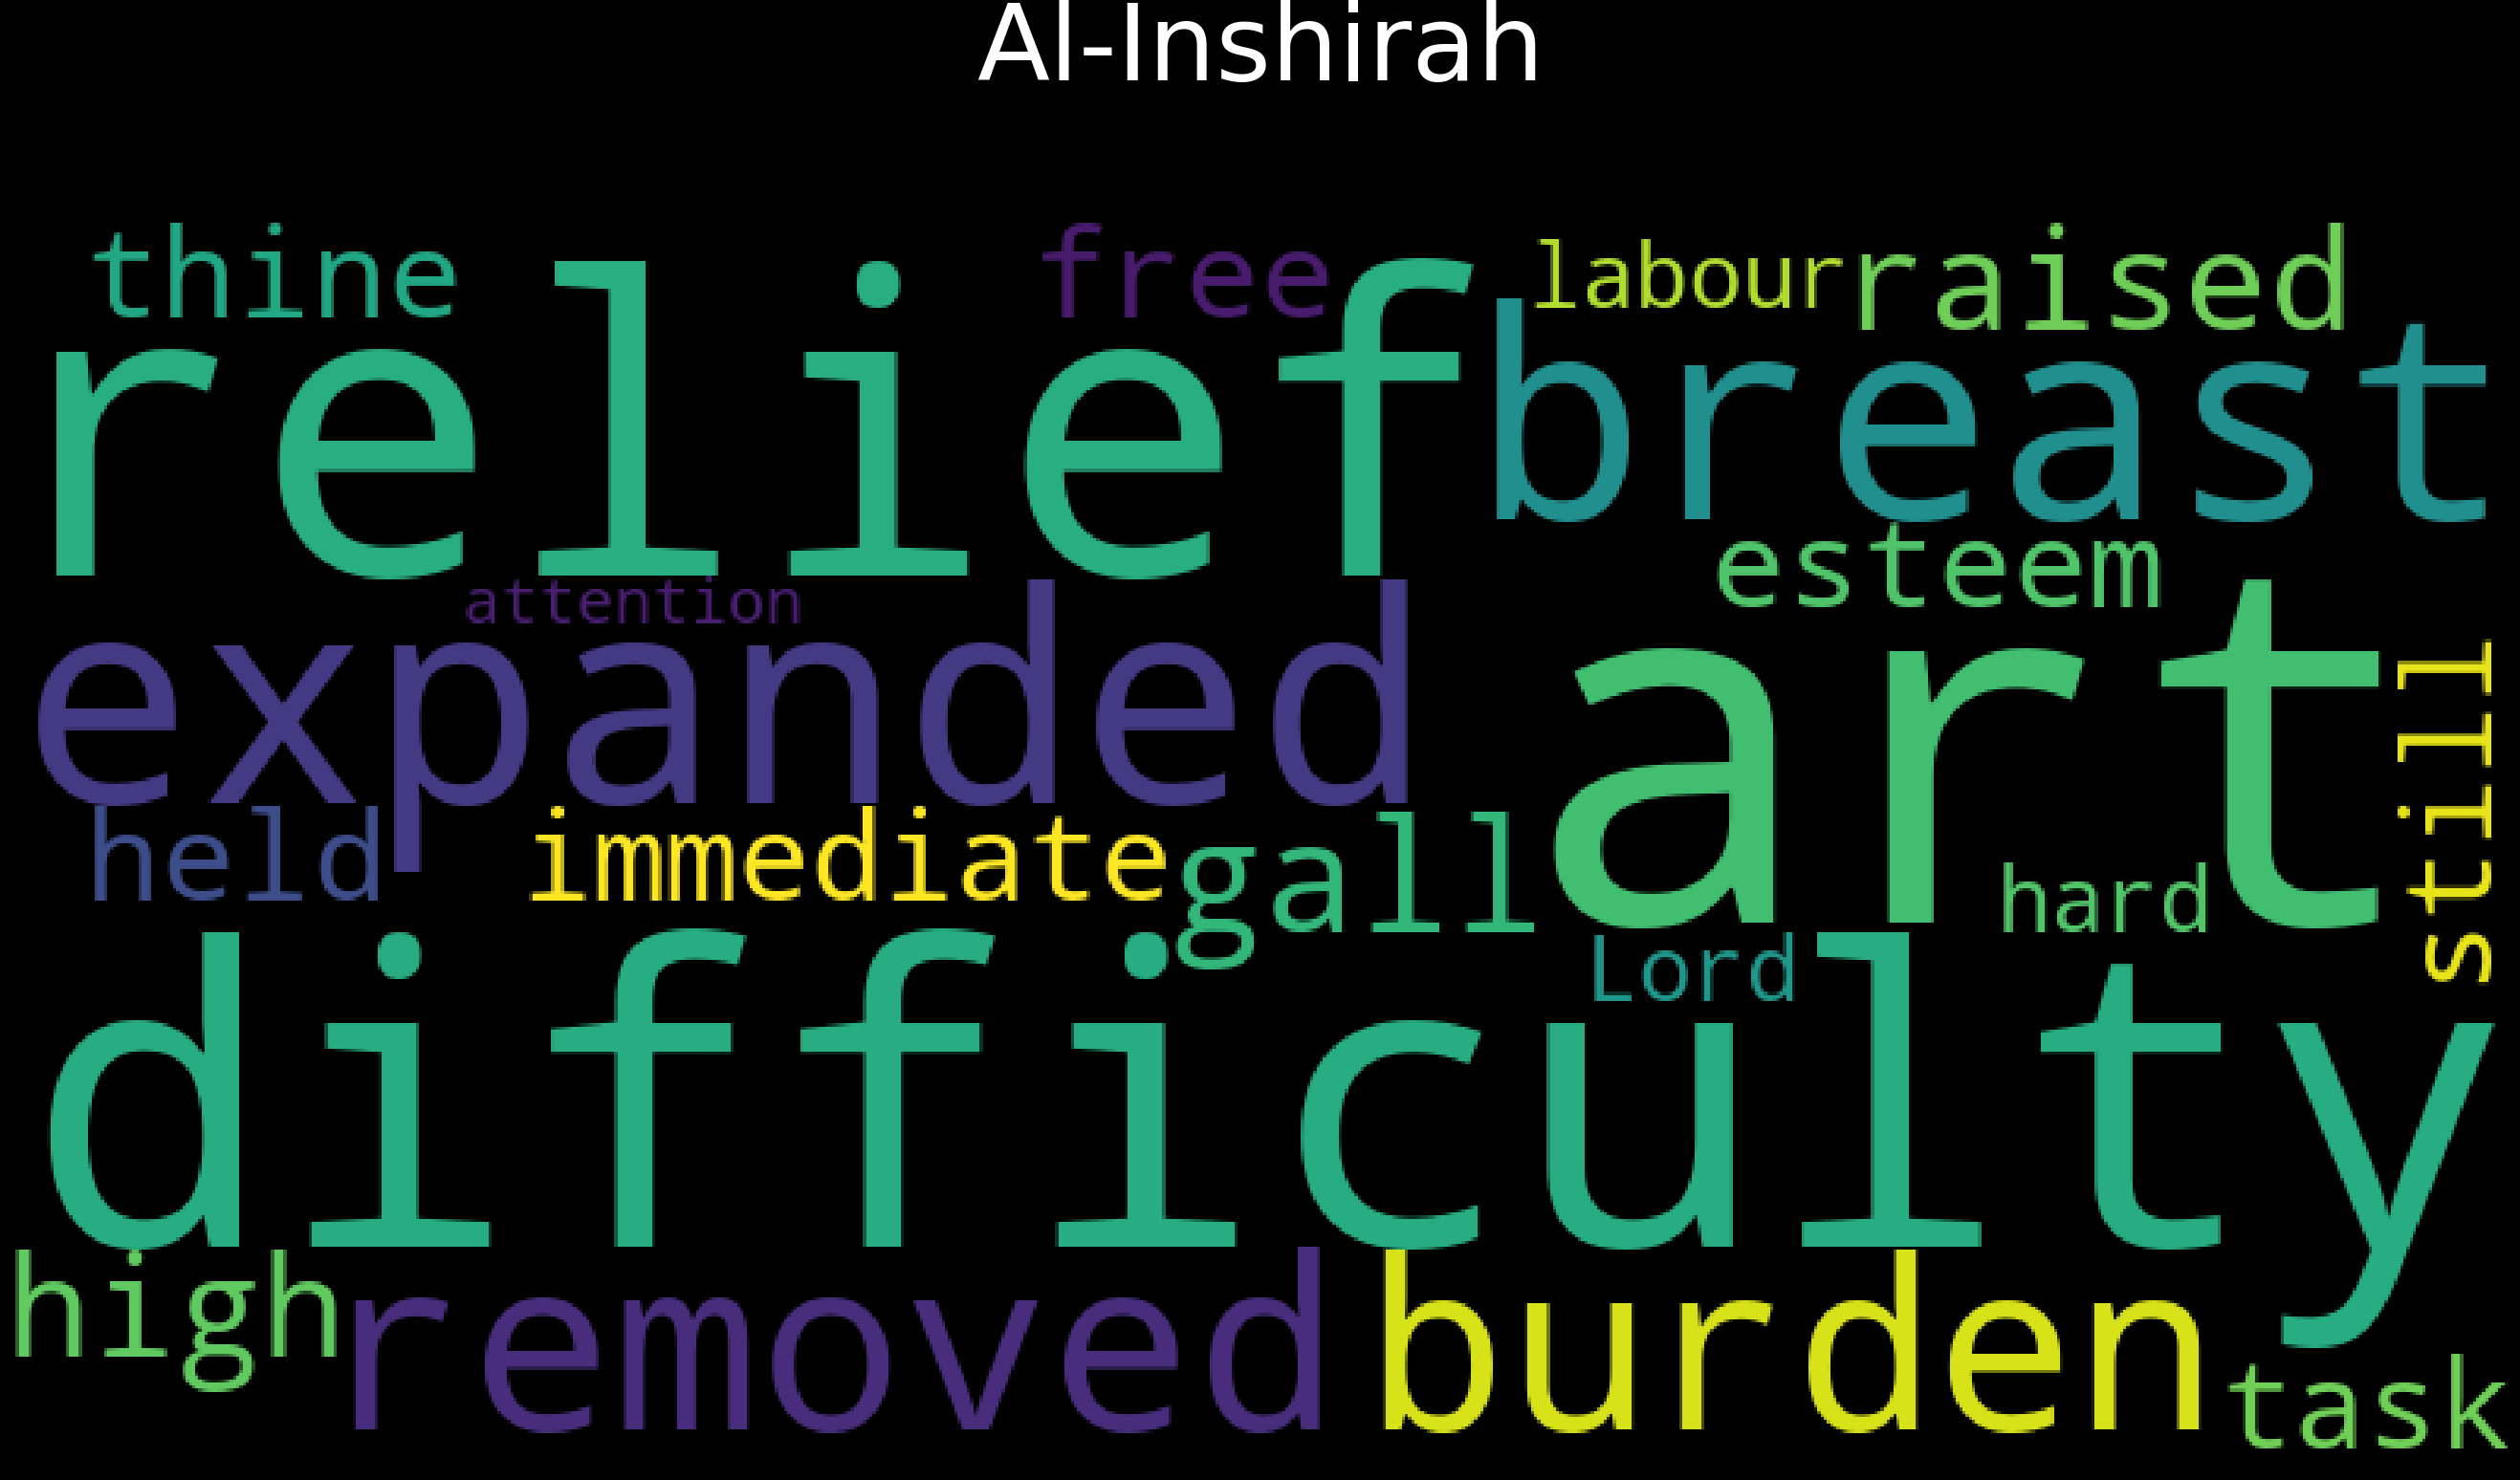 Al-Inshirah
thine free labour raised
relief breast
esteem
attention
expanded art still
held immediate gall hard
Lord
difficulty
high removed burden task